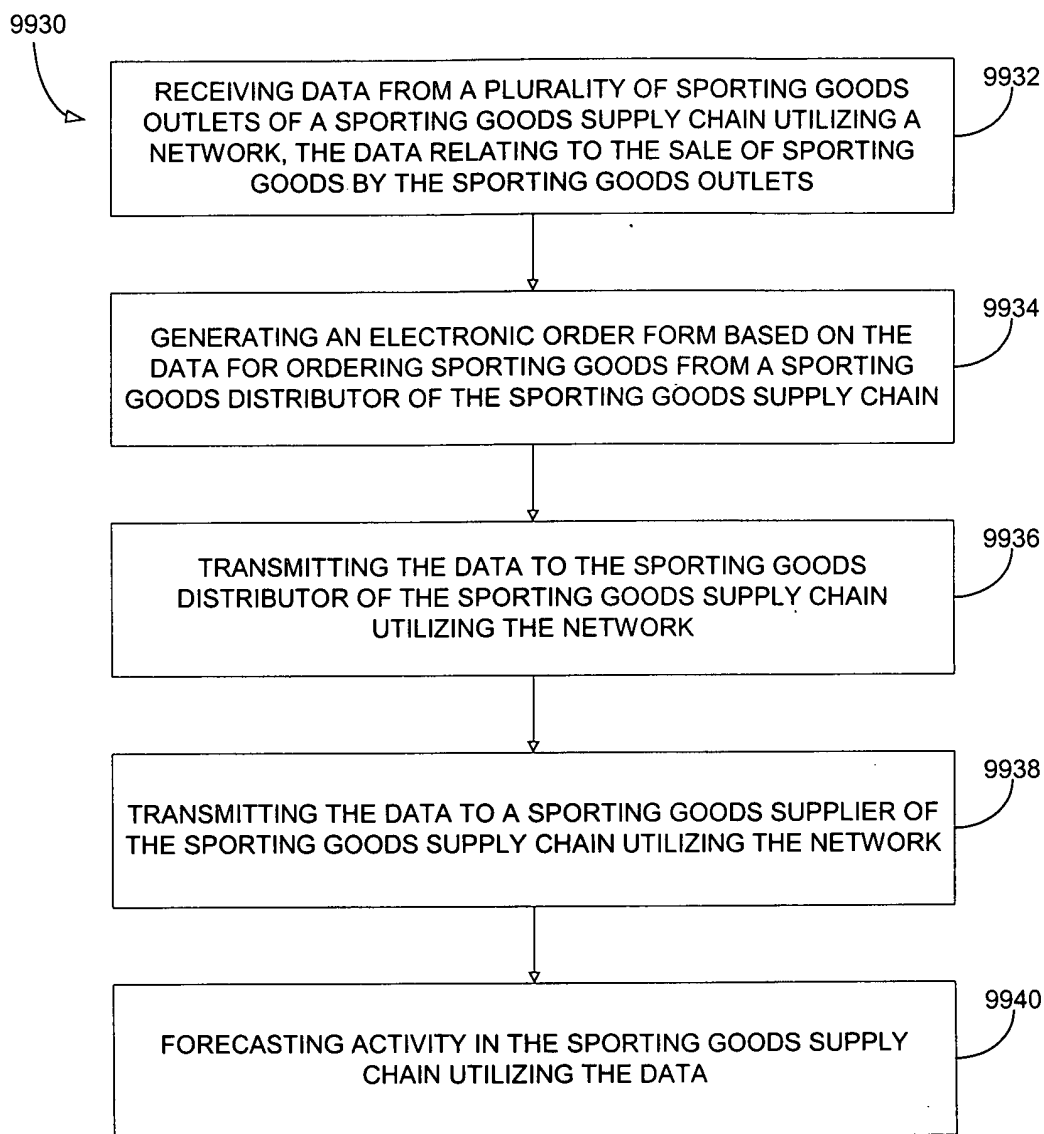 9930
9932
RECEIVING DATA FROM A PLURALITY OF SPORTING GOODS
OUTLETS OF A SPORTING GOODS SUPPLY CHAIN UTILIZING A
NETWORK, THE DATA RELATING TO THE SALE OF SPORTING
GOODS BY THE SPORTING GOODS OUTLETS
9934
GENERATING AN ELECTRONIC ORDER FORM BASED ON THE
DATA FOR ORDERING SPORTING GOODS FROM A SPORTING
GOODS DISTRIBUTOR OF THE SPORTING GOODS SUPPLY CHAIN
9936
TRANSMITTING THE DATA TO THE SPORTING GOODS
DISTRIBUTOR OF THE SPORTING GOODS SUPPLY CHAIN
UTILIZING THE NETWORK
9938
TRANSMITTING THE DATA TO A SPORTING GOODS SUPPLIER OF
THE SPORTING GOODS SUPPLY CHAIN UTILIZING THE NETWORK
9940
FORECASTING ACTIVITY IN THE SPORTING GOODS SUPPLY
CHAIN UTILIZING THE DATA